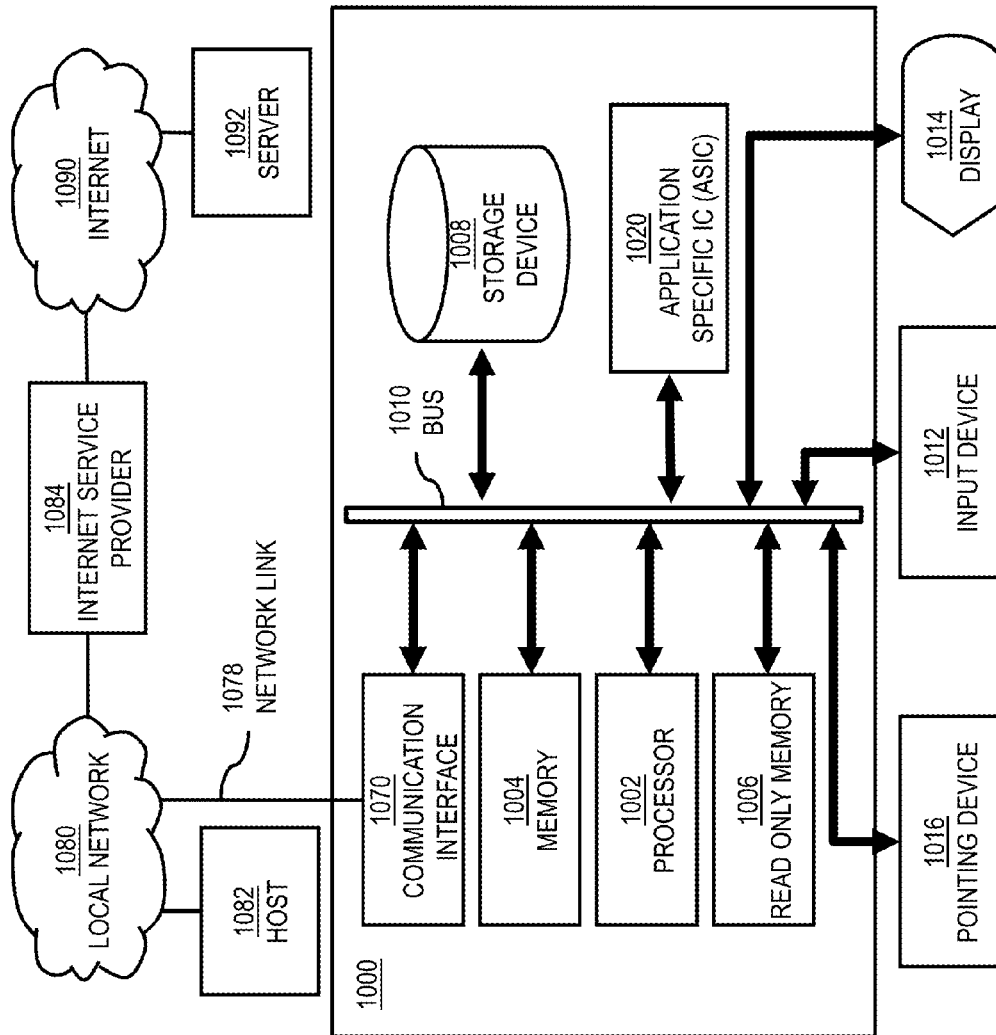 1090
INTERNET
1092
SERVER
1084
INTERNET SERVICE
PROVIDER
1080
LOCAL NETWORK
1082
HOST
1078
NETWORK LINK
1000
1070
COMMUNICATION
INTERFACE
1004
MEMORY
1002
PROCESSOR
1006
READ ONLY MEMORY
1010
BUS
1008
STORAGE
DEVICE
1020
APPLICATION
SPECIFIC IC (ASIC)
1016
POINTING DEVICE
1012
INPUT DEVICE
1014
DISPLAY